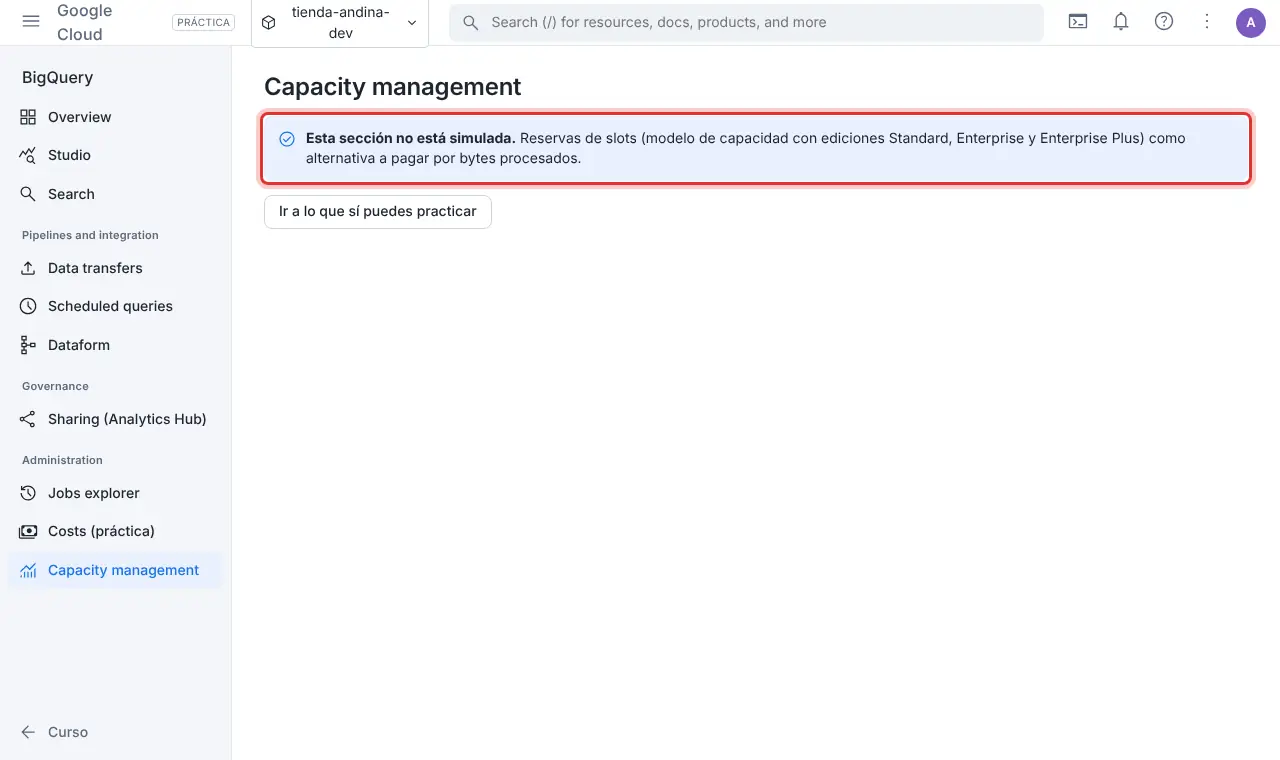 Google
Cloud
PRÁCTICA
tienda-andina-
dev
Search (/) for resources, docs, products, and more
A
BigQuery
Overview
Studio
Search
Pipelines and integration
Data transfers
Scheduled queries
Dataform
Governance
Sharing (Analytics Hub)
Administration
Jobs explorer
Costs (práctica)
Capacity management
Curso
Capacity management
Esta sección no está simulada. Reservas de slots (modelo de capacidad con ediciones Standard, Enterprise y Enterprise Plus) como
alternativa a pagar por bytes procesados.
Ir a lo que sí puedes practicar